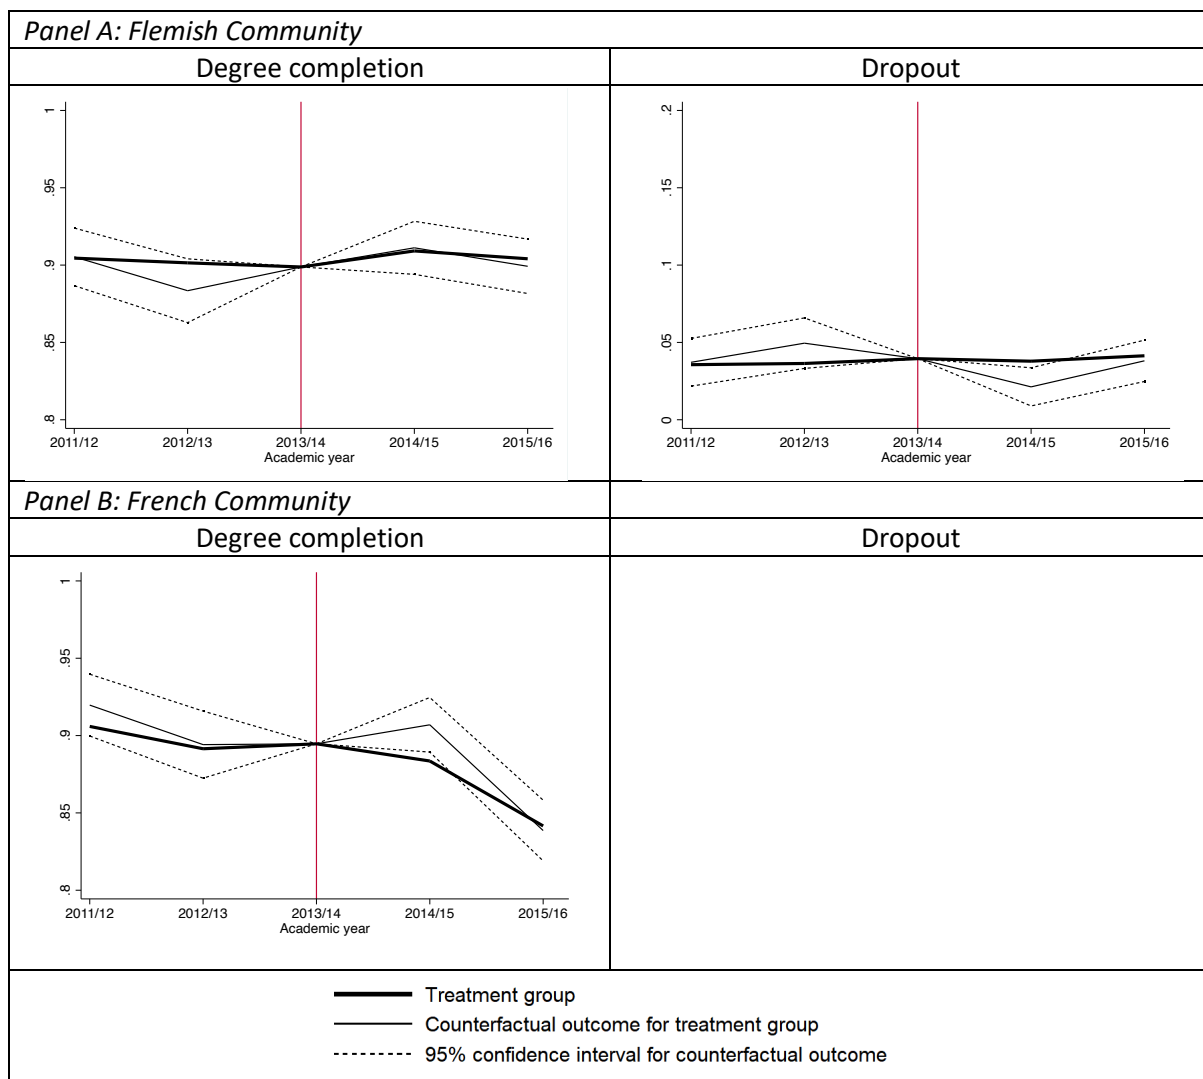 Panel A: Flemish Community
Degree completion
Dropout
1
.95
.9
.85
.8
2011/12 2012/13 2013/14 2014/15 2015/16
Academic year
.2
.15
.1
.05
0
2011/12 2012/13 2013/14 2014/15 2015/16
Academic year
Panel B: French Community
Degree completion
Dropout
1
.95
.9
.85
.8
2011/12 2012/13 2013/14 2014/15 2015/16
Academic year
Treatment group
Counterfactual outcome for treatment group
95% confidence interval for counterfactual outcome